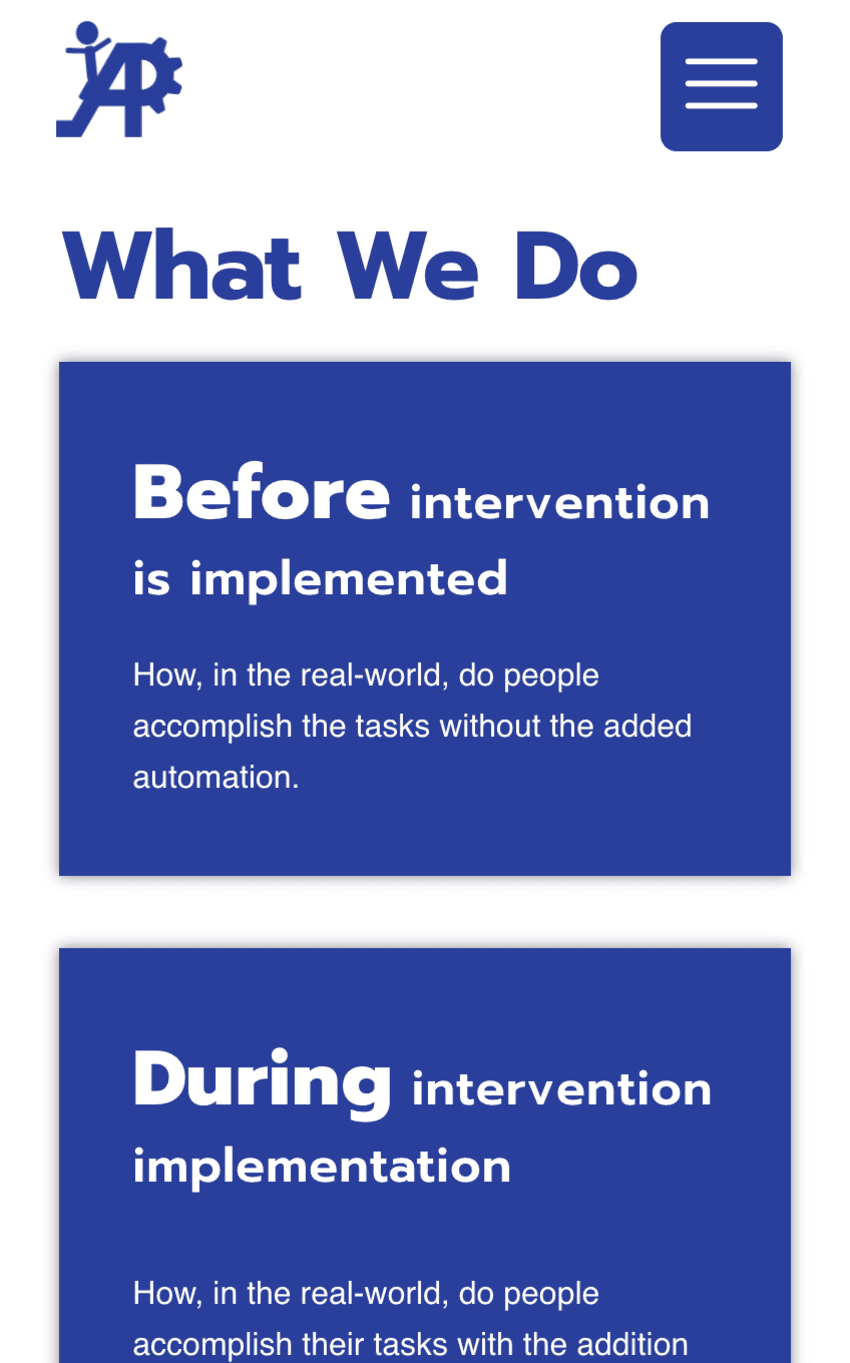 AP
What We Do
Before intervention
is implemented
How, in the real-world, do people
accomplish the tasks without the added
automation.
During intervention
implementation
How, in the real-world, do people
accomplish their tasks with the addition